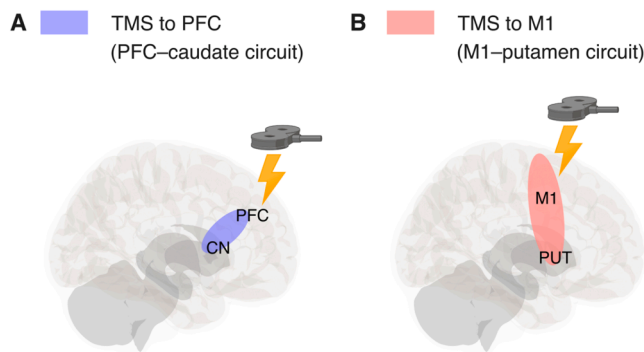 A TMS to PFC
(PFC–caudate circuit)
B TMS to M1
(M1–putamen circuit)
PFC
CN
M1
PUT